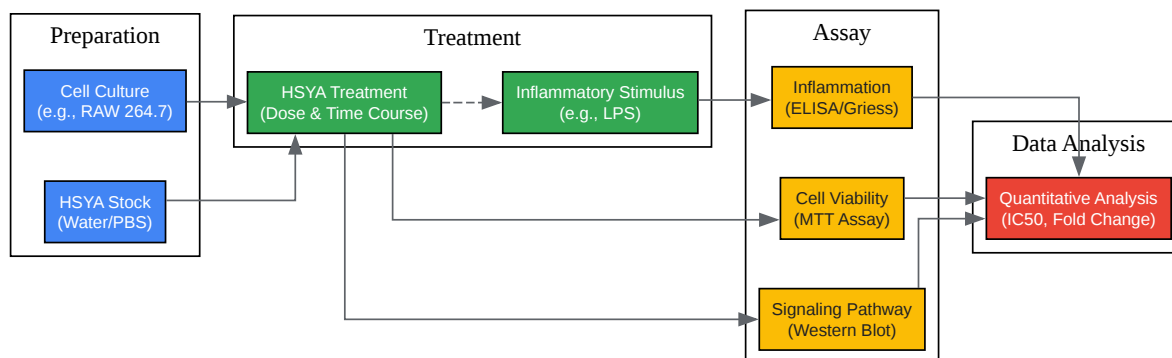 Preparation
Cell Culture
(e.g., RAW 264.7)
HSYA Stock
(Water/PBS)
Treatment
HSYA Treatment
(Dose & Time Course)
Inflammatory Stimulus
(e.g., LPS)
Assay
Inflammation
(ELISA/Griess)
Cell Viability
(MTT Assay)
Signaling Pathway
(Western Blot)
Data Analysis
Quantitative Analysis
(IC50, Fold Change)